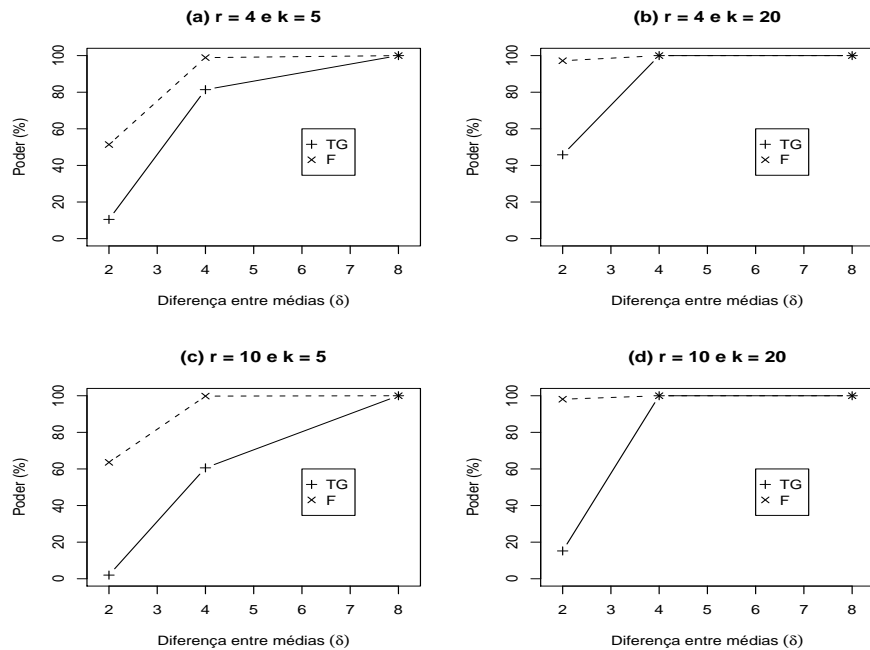 (a) r = 4 e k = 5
Poder (%)
0 20 40 60 80 100
TG
F
2 3 4 5 6 7 8
Diferença entre médias (δ)
(b) r = 4 e k = 20
Poder (%)
0 20 40 60 80 100
TG
F
2 3 4 5 6 7 8
Diferença entre médias (δ)
(c) r = 10 e k = 5
Poder (%)
0 20 40 60 80 100
TG
F
2 3 4 5 6 7 8
Diferença entre médias (δ)
(d) r = 10 e k = 20
Poder (%)
0 20 40 60 80 100
TG
F
2 3 4 5 6 7 8
Diferença entre médias (δ)